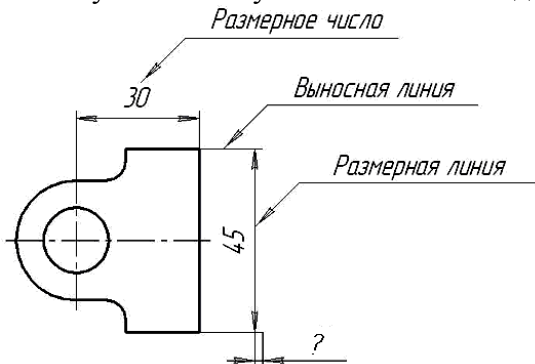 Размерное число
30
Выносная линия
Размерная линия
45
?